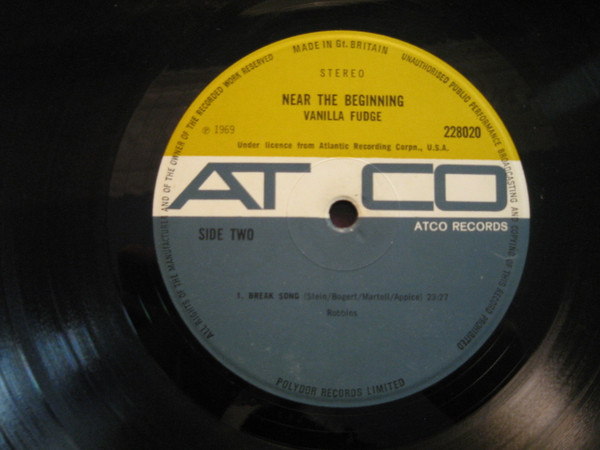 MADE IN Gt. BRITAIN
STEREO
NEAR THE BEGINNING
VANILLA FUDGE
℗ 1969
228020
Under licence from Atlantic Recording Corpn., U.S.A.
AT CO
ATCO RECORDS
SIDE TWO
1. BREAK SONG (Stein/Bogert/Martell/Appice) 23:27
Robbins
POLYDOR RECORDS LIMITED
ALL RIGHTS OF THE MANUFACTURER AND OF THE OWNER OF THE RECORDED WORK RESERVED
UNAUTHORISED PUBLIC PERFORMANCE BROADCASTING AND COPYING OF THIS RECORD PROHIBITED